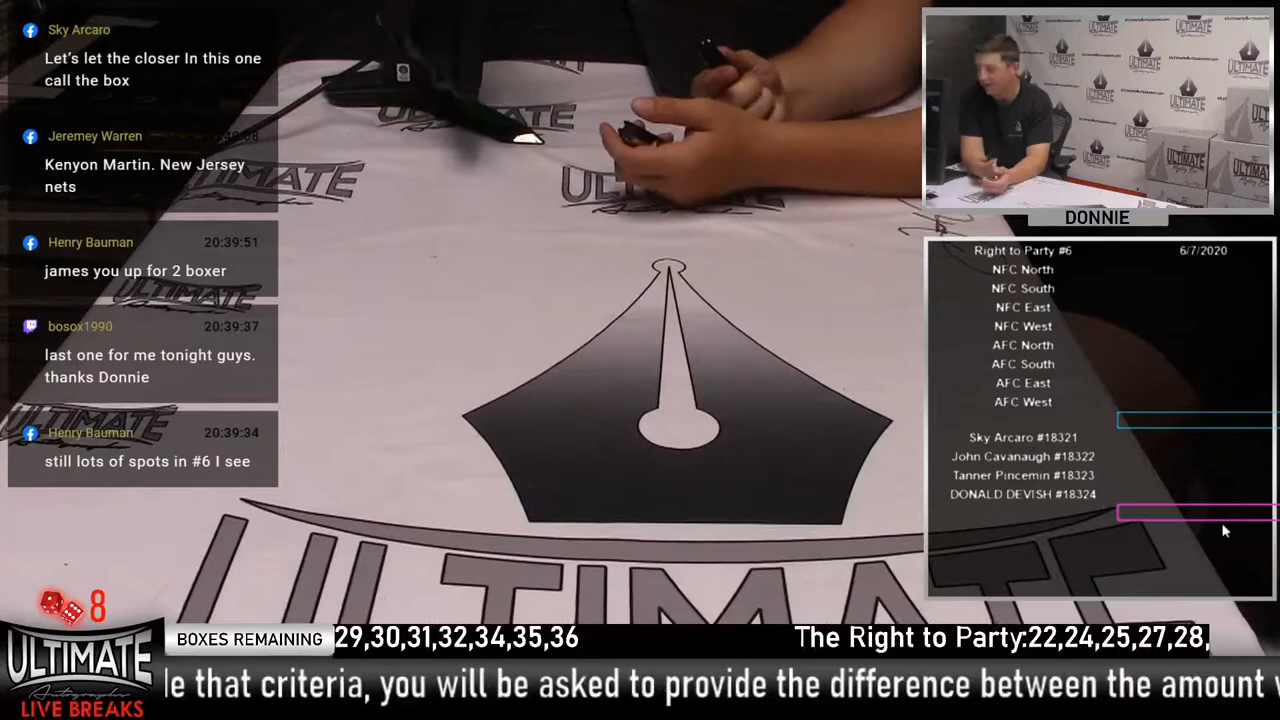 Sky Arcaro
Let's let the closer In this one
call the box
Jeremey Warren
Kenyon Martin. New Jersey
nets
Henry Bauman 20:39:51
james you up for 2 boxer
bosox1990 20:39:37
last one for me tonight guys.
thanks Donnie
Henry Bauman 20:39:34
still lots of spots in #6 I see
ULTIMATE
ULTIMATE
ULTIMATE
ULTIMATE
DONNIE
Right to Party #6 6/7/2020
NFC North
NFC South
NFC East
NFC West
AFC North
AFC South
AFC East
AFC West
Sky Arcaro #18321
John Cavanaugh #18322
Tanner Pincemin #18323
DONALD DEVISH #18324
ULTIMATE
8
ULTIMATE
Autographs
LIVE BREAKS
BOXES REMAINING 29,30,31,32,34,35,36 The Right to Party:22,24,25,27,28,
le that criteria, you will be asked to provide the difference between the amount